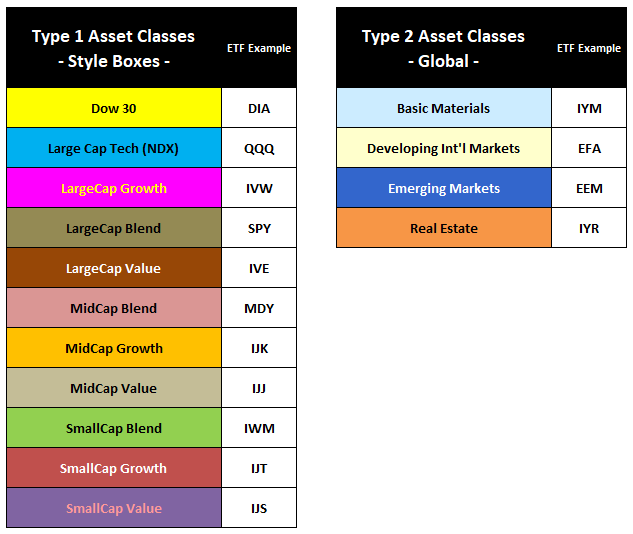 Type 1 Asset Classes
- Style Boxes -
ETF Example
Dow 30 DIA
Large Cap Tech (NDX) QQQ
LargeCap Growth IVW
LargeCap Blend SPY
LargeCap Value IVE
MidCap Blend MDY
MidCap Growth IJK
MidCap Value IJJ
SmallCap Blend IWM
SmallCap Growth IJT
SmallCap Value IJS
Type 2 Asset Classes
- Global -
ETF Example
Basic Materials IYM
Developing Int'l Markets EFA
Emerging Markets EEM
Real Estate IYR